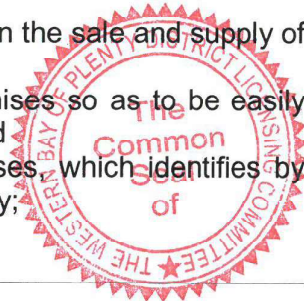 n the sale and supply of
nises so as to be easily
d
ses, which identifies by
y;
THE WESTERN BAY OF PLENTY DISTRICT LICENSING COMMITTEE
The
Common
Seal
of